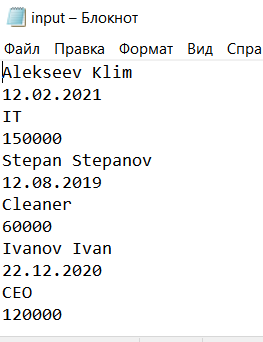 input – Блокнот
Файл Правка Формат Вид Спра
Alekseev Klim
12.02.2021
IT
150000
Stepan Stepanov
12.08.2019
Cleaner
60000
Ivanov Ivan
22.12.2020
CEO
120000